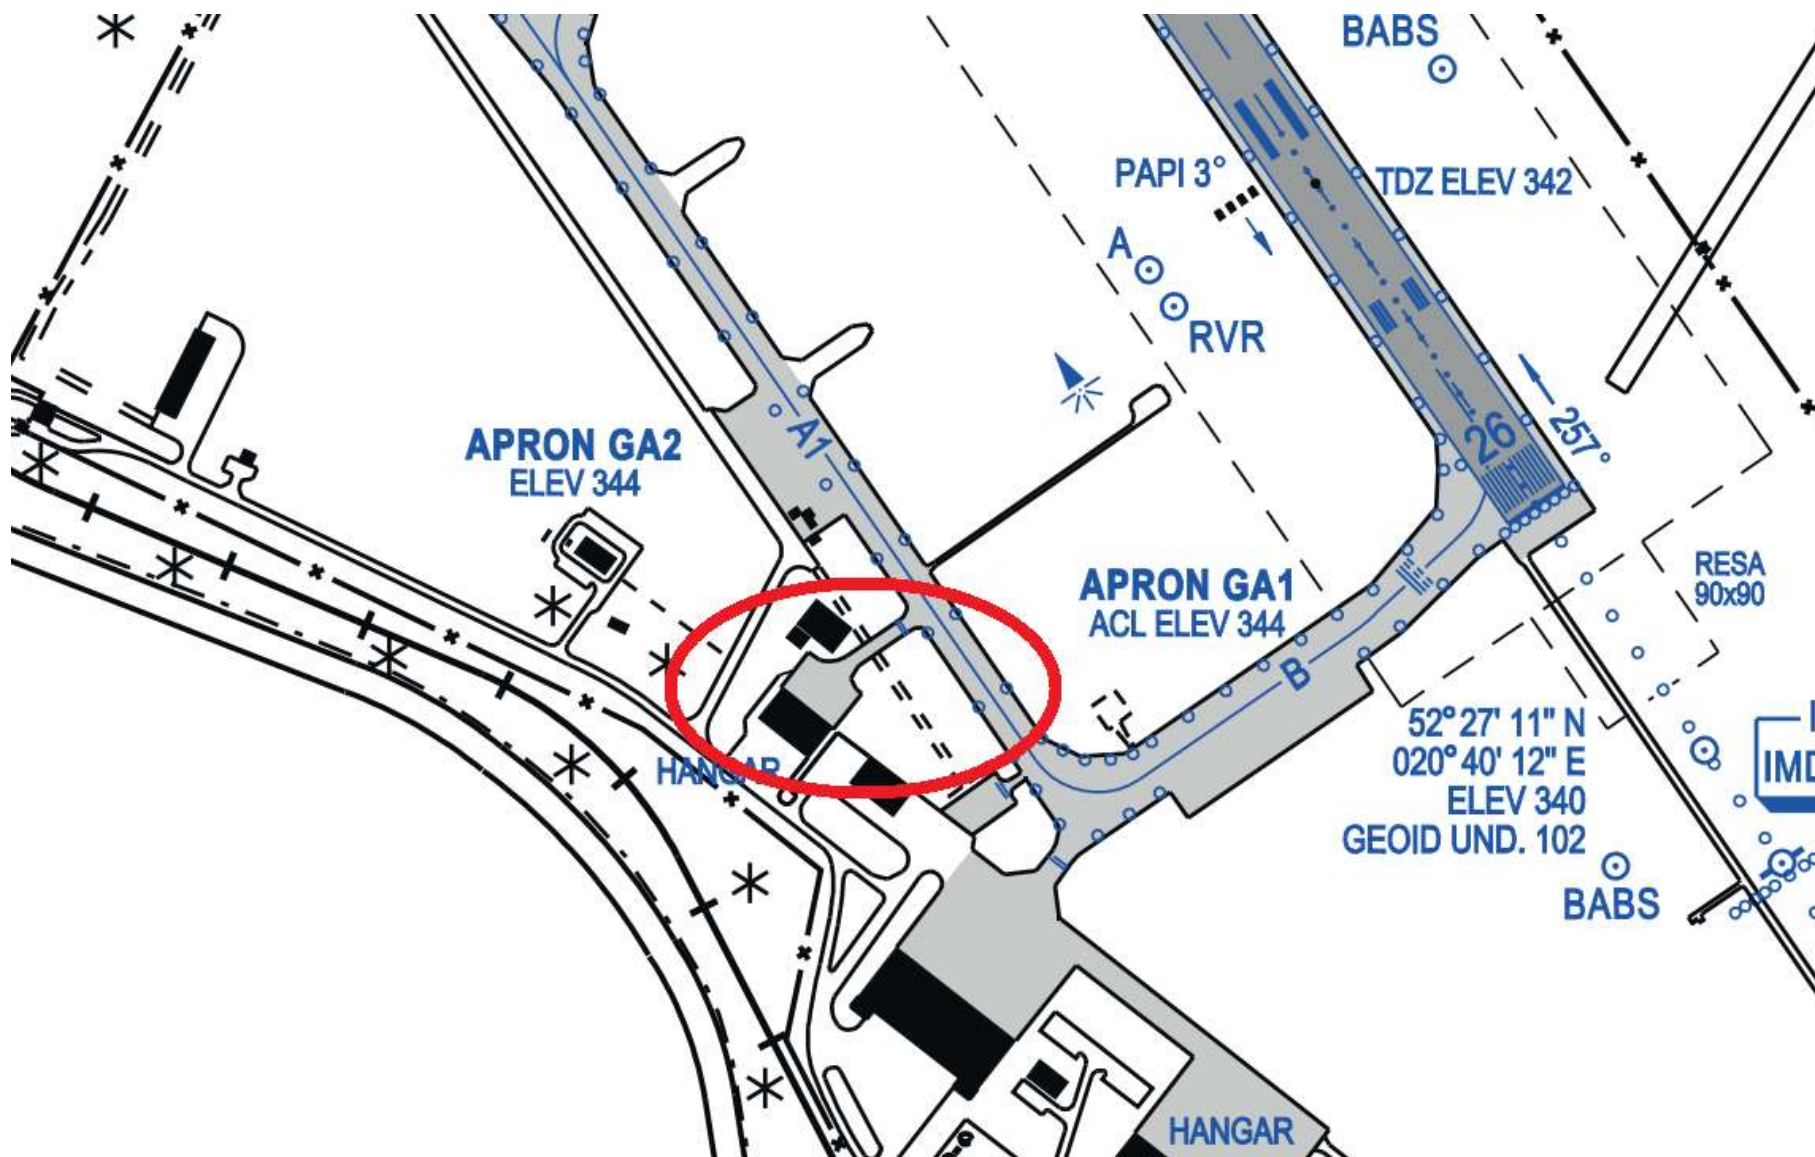 BABS
PAPI 3°
TDZ ELEV 342
A
RVR
26
257°
A1
APRON GA2
ELEV 344
APRON GA1
ACL ELEV 344
RESA
90x90
B
52° 27' 11" N
020° 40' 12" E
ELEV 340
GEOID UND. 102
HANGAR
BABS
HANGAR